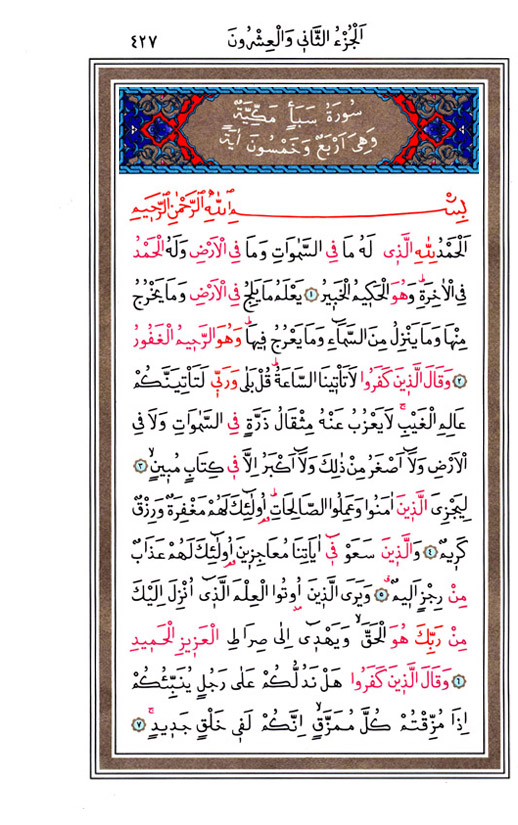 اَلْجُزْءُ الثَّانِي وَالْعِشْرُونَ
٤٢٧
سُورَةُ سَبَأٍ مَكِّيَّةٌ
وَهِيَ اَرْبَعٌ وَخَمْسُونَ اٰيَةً
بِسْمِ اللّٰهِ الرَّحْمٰنِ الرَّحِيمِ
اَلْحَمْدُ لِلّٰهِ الَّذِي لَهُ مَا فِي السَّمٰوَاتِ وَمَا فِي الْاَرْضِ وَلَهُ الْحَمْدُ
فِي الْاٰخِرَةِ وَهُوَ الْحَكِيمُ الْخَبِيرُ ١ يَعْلَمُ مَا يَلِجُ فِي الْاَرْضِ وَمَا يَخْرُجُ
مِنْهَا وَمَا يَنْزِلُ مِنَ السَّمَٓاءِ وَمَا يَعْرُجُ فِيهَا وَهُوَ الرَّحِيمُ الْغَفُورُ
٢ وَقَالَ الَّذِينَ كَفَرُوا لَا تَأْتِينَا السَّاعَةُ قُلْ بَلٰى وَرَبِّي لَتَأْتِيَنَّكُمْ
عَالِمِ الْغَيْبِ لَا يَعْزُبُ عَنْهُ مِثْقَالُ ذَرَّةٍ فِي السَّمٰوَاتِ وَلَا فِي
الْاَرْضِ وَلَٓا اَصْغَرُ مِنْ ذٰلِكَ وَلَٓا اَكْبَرُ اِلَّا فِي كِتَابٍ مُبِينٍ ٣
لِيَجْزِيَ الَّذِينَ اٰمَنُوا وَعَمِلُوا الصَّالِحَاتِ اُو۬لٰٓئِكَ لَهُمْ مَغْفِرَةٌ وَرِزْقٌ
كَرِيمٌ ٤ وَالَّذِينَ سَعَوْ فِٓي اٰيَاتِنَا مُعَاجِزِينَ اُو۬لٰٓئِكَ لَهُمْ عَذَابٌ
مِنْ رِجْزٍ اَلِيمٌ ٥ وَيَرَى الَّذِينَ اُو۫تُوا الْعِلْمَ الَّذِٓي اُنْزِلَ اِلَيْكَ
مِنْ رَبِّكَ هُوَ الْحَقَّ وَيَهْدِٓي اِلٰى صِرَاطِ الْعَزِيزِ الْحَمِيدِ
٦ وَقَالَ الَّذِينَ كَفَرُوا هَلْ نَدُلُّكُمْ عَلٰى رَجُلٍ يُنَبِّئُكُمْ
اِذَا مُزِّقْتُمْ كُلَّ مُمَزَّقٍ اِنَّكُمْ لَفِي خَلْقٍ جَدِيدٍ ٧